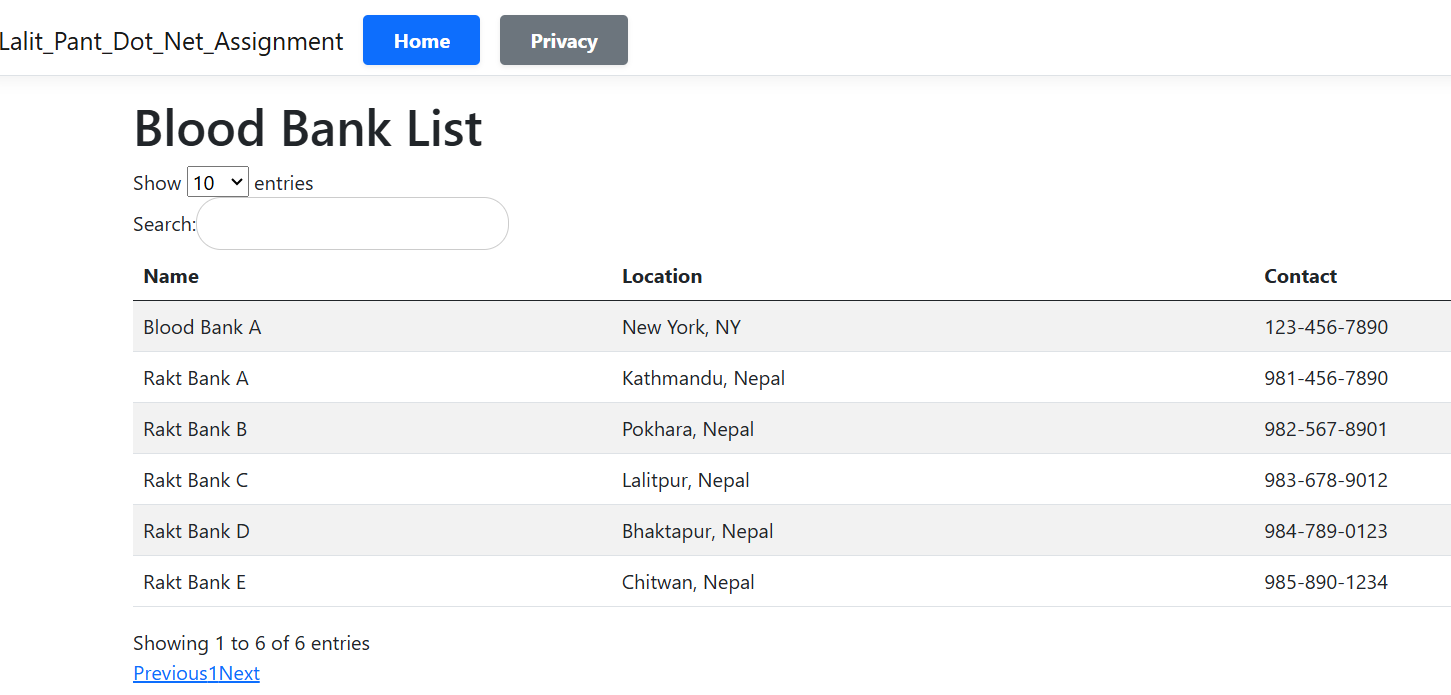 Lalit_Pant_Dot_Net_Assignment Home Privacy
Blood Bank List
Show 10 entries
Search:
Name Location Contact
Blood Bank A New York, NY 123-456-7890
Rakt Bank A Kathmandu, Nepal 981-456-7890
Rakt Bank B Pokhara, Nepal 982-567-8901
Rakt Bank C Lalitpur, Nepal 983-678-9012
Rakt Bank D Bhaktapur, Nepal 984-789-0123
Rakt Bank E Chitwan, Nepal 985-890-1234
Showing 1 to 6 of 6 entries
Previous1Next